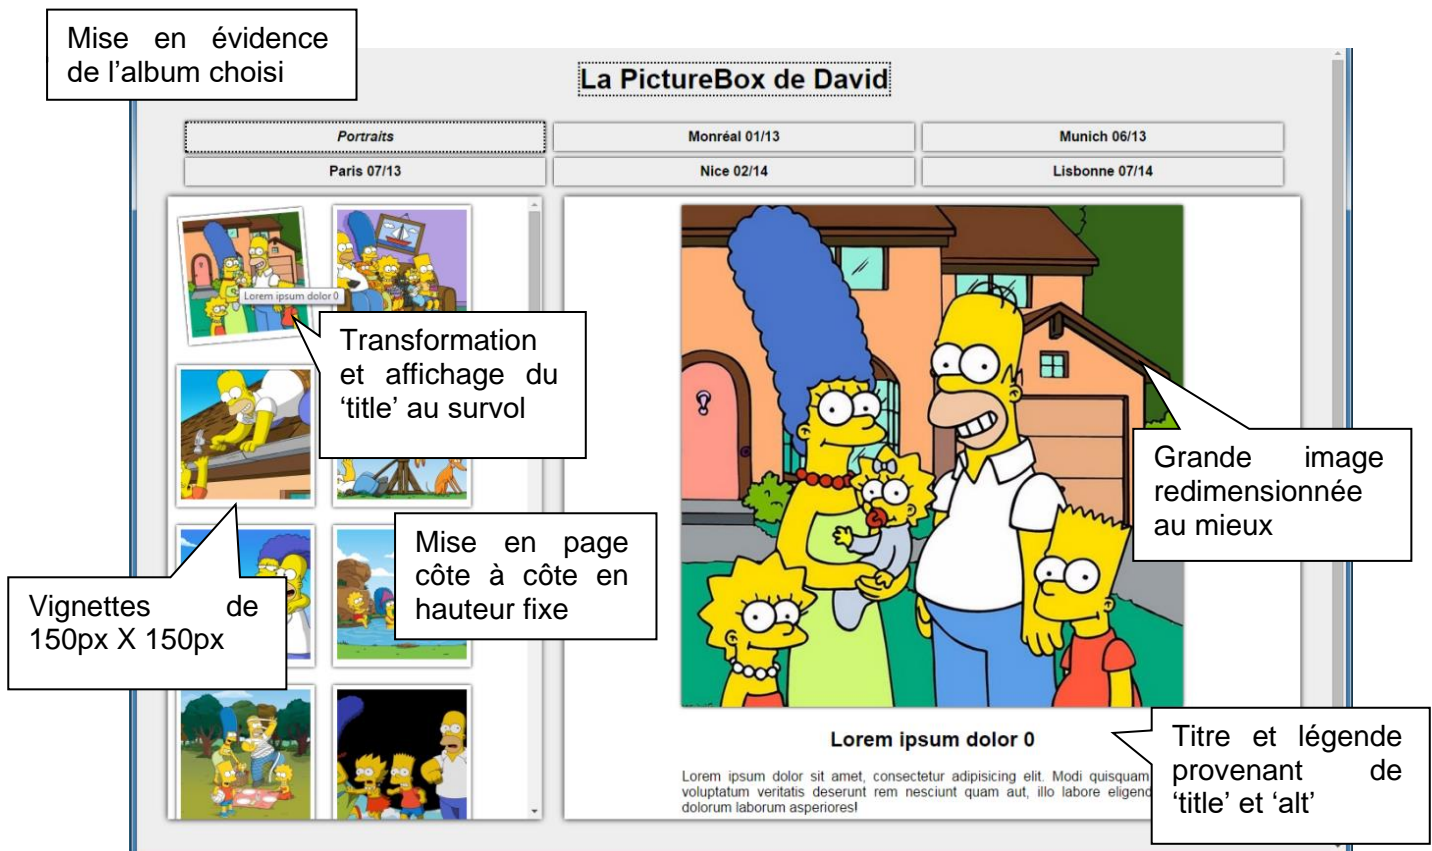 Mise en évidence
de l'album choisi
La PictureBox de David
Portraits
Monréal 01/13
Munich 06/13
Paris 07/13
Nice 02/14
Lisbonne 07/14
Lorem ipsum dolor 0
Transformation
et affichage du
‘title’ au survol
Grande image
redimensionnée
au mieux
Mise en page
côte à côte en
hauteur fixe
Vignettes de
150px X 150px
Lorem ipsum dolor 0
Titre et légende
provenant de
‘title’ et ‘alt’
Lorem ipsum dolor sit amet, consectetur adipisicing elit. Modi quisquam
voluptatum veritatis deserunt rem nesciunt quam aut, illo labore eligend
dolorum laborum asperiores!